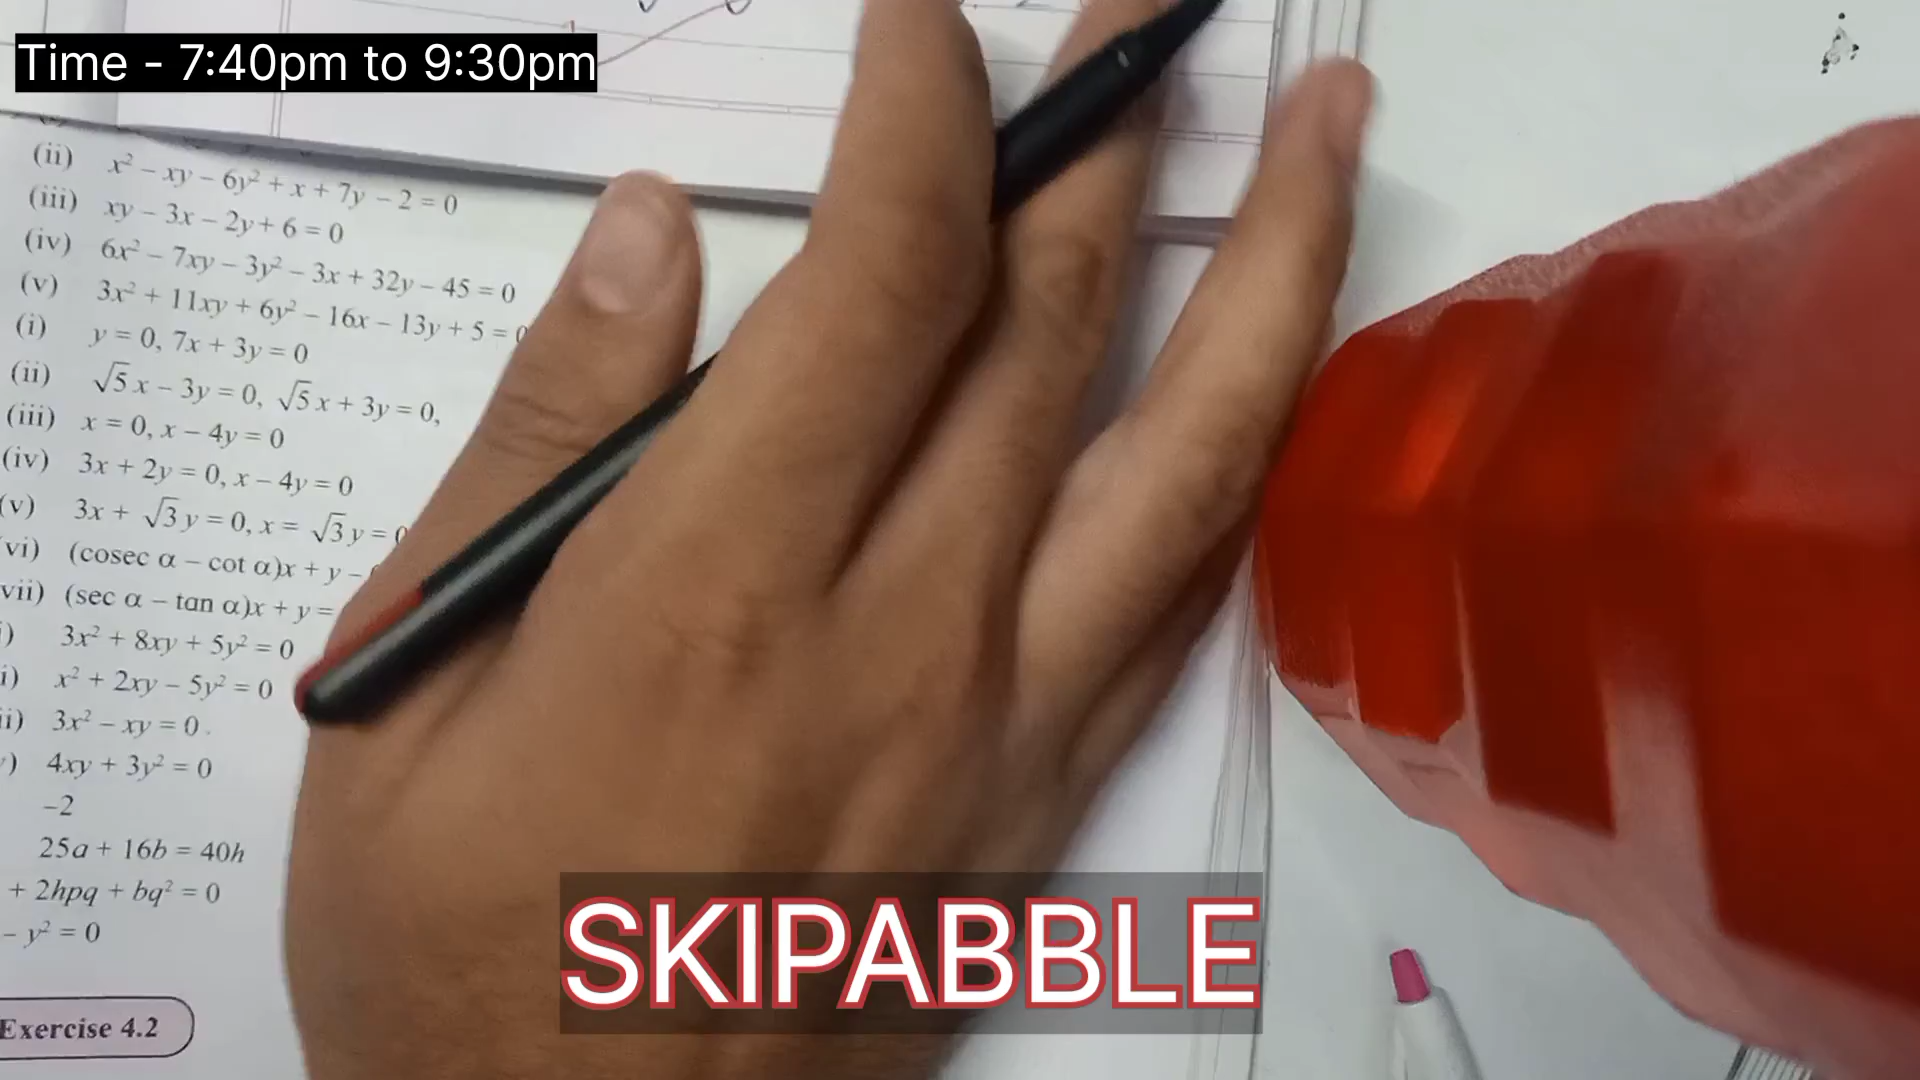 Time - 7:40pm to 9:30pm
(ii) x² – xy – 6y² + x + 7y – 2 = 0
(iii) xy – 3x – 2y + 6 = 0
(iv) 6x² – 7xy – 3y² – 3x + 32y – 45 = 0
(v) 3x² + 11xy + 6y² – 16x – 13y + 5 = 0
(i) y = 0, 7x + 3y = 0
(ii) √5 x – 3y = 0, √5 x + 3y = 0,
(iii) x = 0, x – 4y = 0
(iv) 3x + 2y = 0, x – 4y = 0
(v) 3x + √3 y = 0, x = √3 y = 0
vi) (cosec α – cot α)x + y –
vii) (sec α – tan α)x + y =
i) 3x² + 8xy + 5y² = 0
i) x² + 2xy – 5y² = 0
ii) 3x² – xy = 0
) 4xy + 3y² = 0
–2
25a + 16b = 40h
+ 2hpq + bq² = 0
– y² = 0
SKIPABBLE
Exercise 4.2